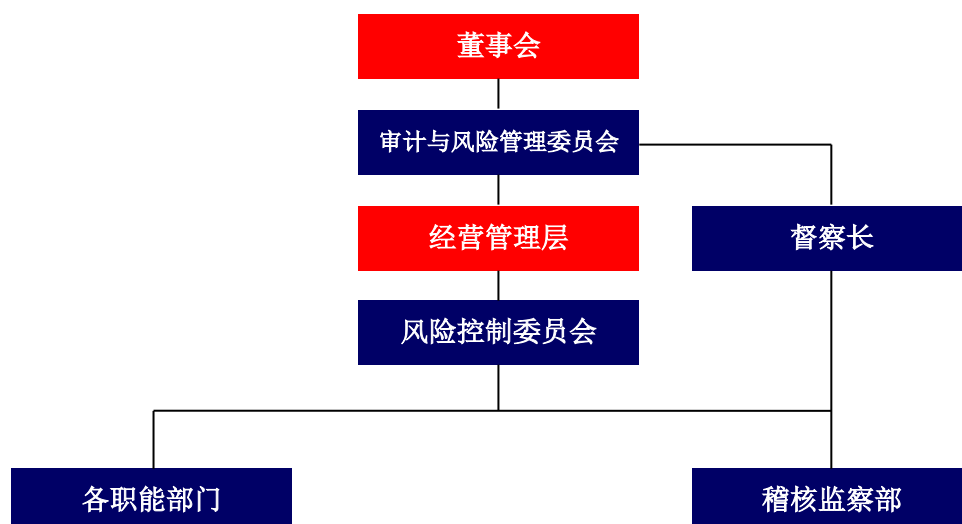 董事会
审计与风险管理委员会
经营管理层
督察长
风险控制委员会
各职能部门
稽核监察部